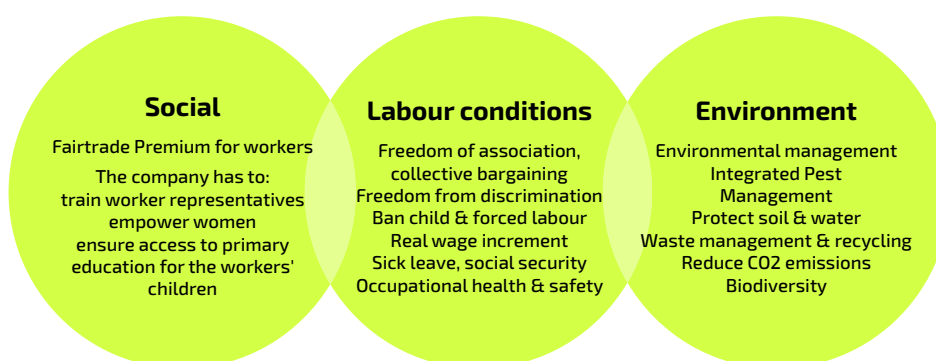 Social
Fairtrade Premium for workers
The company has to:
train worker representatives
empower women
ensure access to primary
education for the workers'
children
Labour conditions
Freedom of association,
collective bargaining
Freedom from discrimination
Ban child & forced labour
Real wage increment
Sick leave, social security
Occupational health & safety
Environment
Environmental management
Integrated Pest
Management
Protect soil & water
Waste management & recycling
Reduce CO2 emissions
Biodiversity